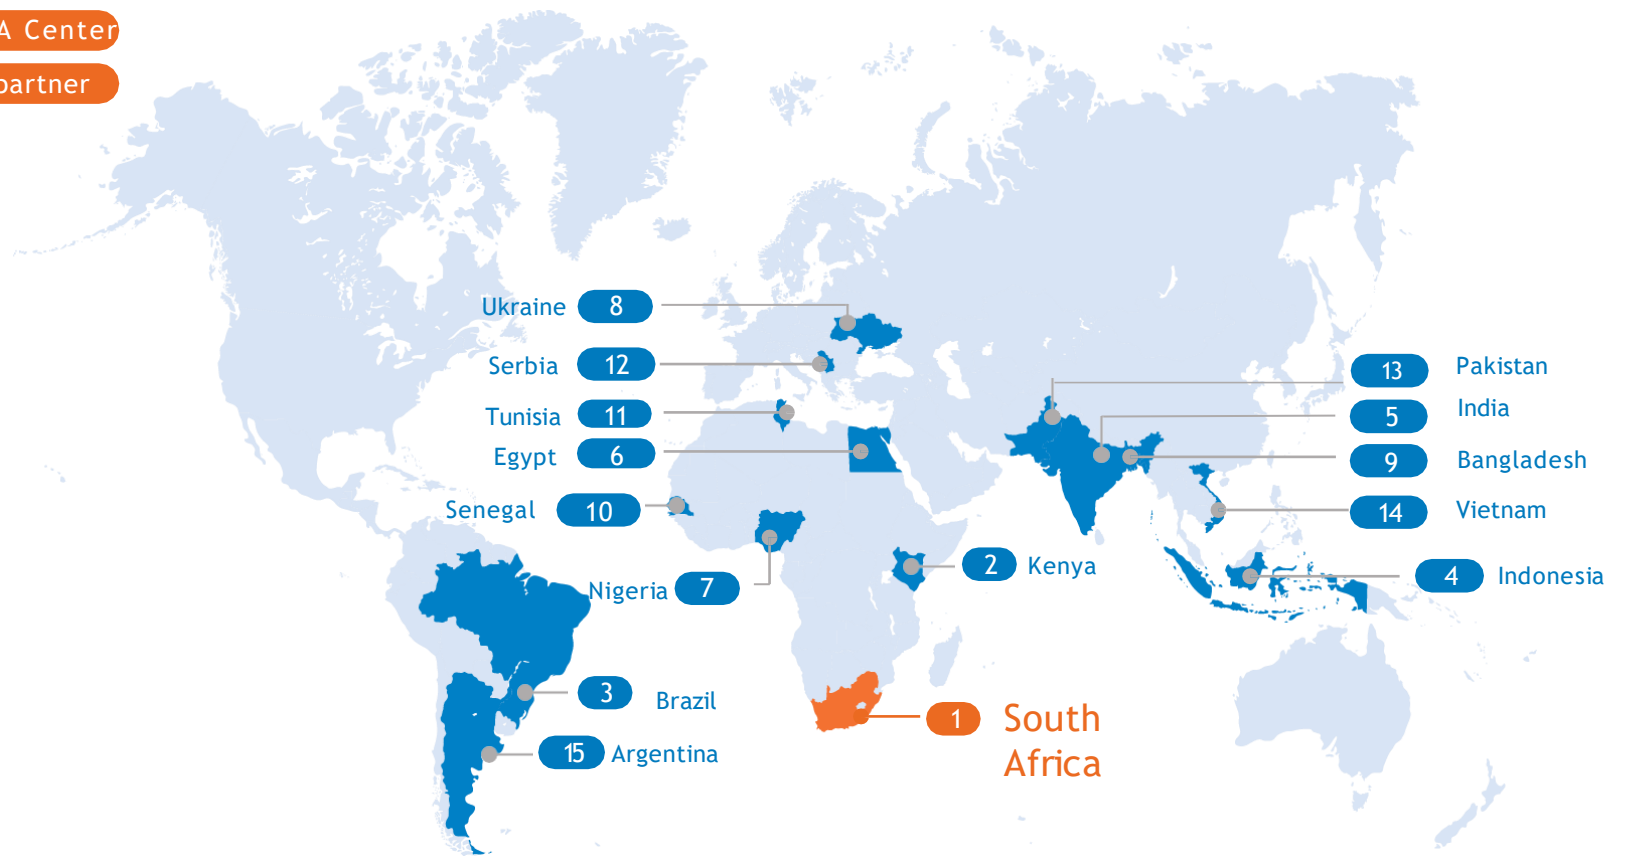 A Center
partner
Ukraine 8
Serbia 12
Tunisia 11
Egypt 6
Senegal 10
Nigeria 7
3 Brazil
15 Argentina
2 Kenya
1 South
Africa
13 Pakistan
5 India
9 Bangladesh
14 Vietnam
4 Indonesia